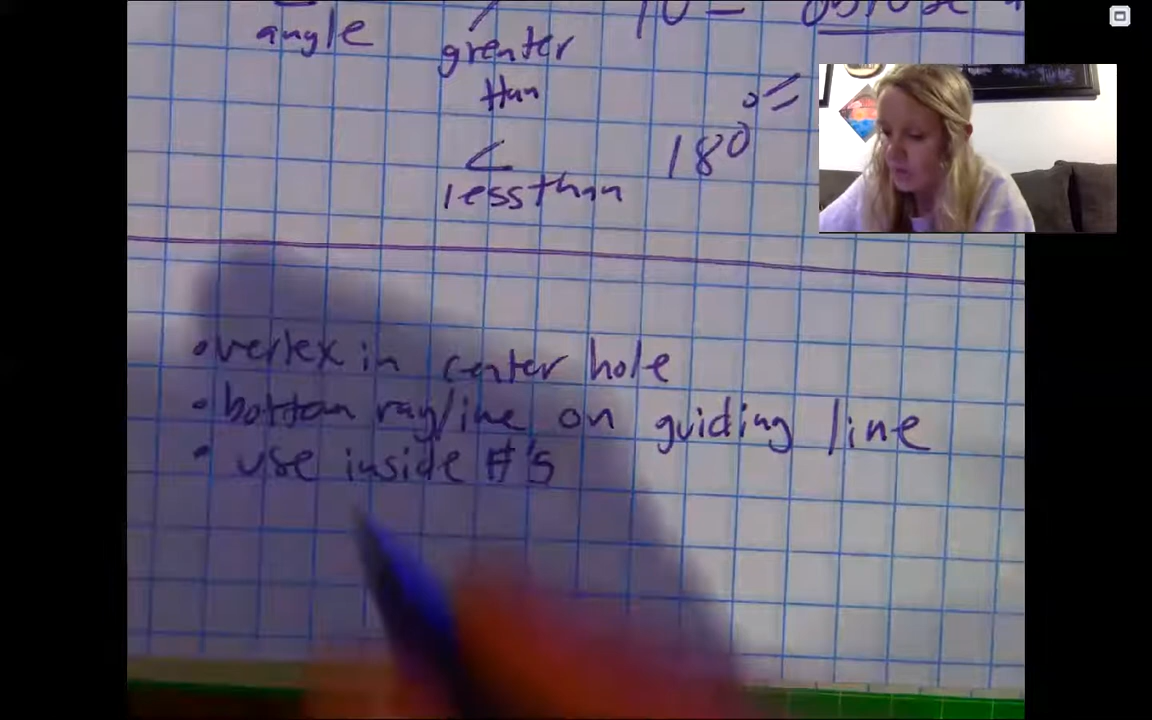 angle
greater
than
<
less than
180° =
• vertex in center hole
• bottom ray/line on guiding line
• use inside #'s